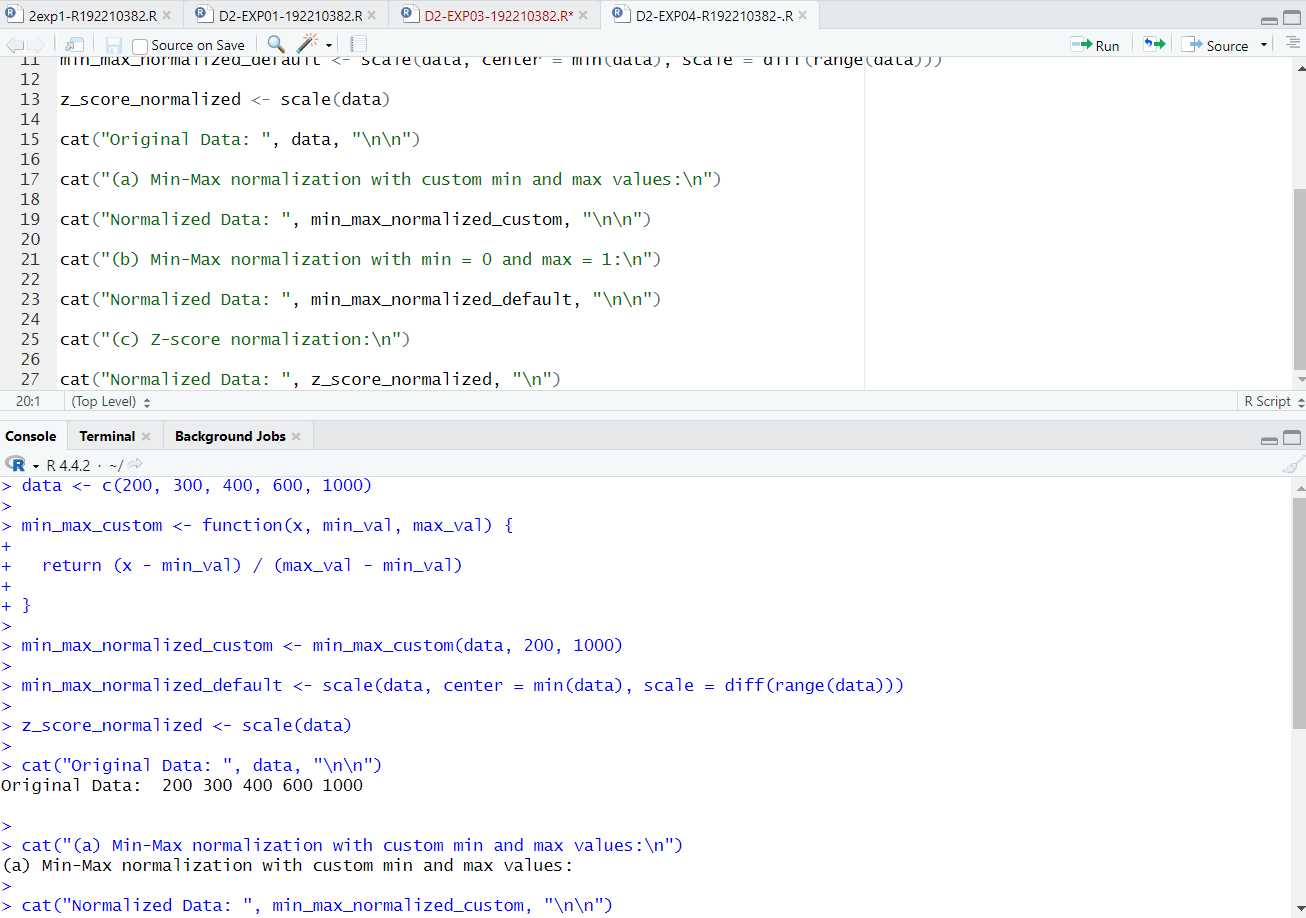 2exp1-R192210382.R
D2-EXP01-192210382.R
D2-EXP03-192210382.R*
D2-EXP04-R192210382-.R
Source on Save
Run
Source
11 min_max_normalized_default <- scale(data, center = min(data), scale = diff(range(data)))
12
13 z_score_normalized <- scale(data)
14
15 cat("Original Data: ", data, "\n\n")
16
17 cat("(a) Min-Max normalization with custom min and max values:\n")
18
19 cat("Normalized Data: ", min_max_normalized_custom, "\n\n")
20
21 cat("(b) Min-Max normalization with min = 0 and max = 1:\n")
22
23 cat("Normalized Data: ", min_max_normalized_default, "\n\n")
24
25 cat("(c) Z-score normalization:\n")
26
27 cat("Normalized Data: ", z_score_normalized, "\n")
20:1 (Top Level) R Script
Console Terminal Background Jobs
R R 4.4.2 · ~/
> data <- c(200, 300, 400, 600, 1000)
>
> min_max_custom <- function(x, min_val, max_val) {
+
+   return (x - min_val) / (max_val - min_val)
+
+ }
>
> min_max_normalized_custom <- min_max_custom(data, 200, 1000)
>
> min_max_normalized_default <- scale(data, center = min(data), scale = diff(range(data)))
>
> z_score_normalized <- scale(data)
>
> cat("Original Data: ", data, "\n\n")
Original Data:  200 300 400 600 1000
>
> cat("(a) Min-Max normalization with custom min and max values:\n")
(a) Min-Max normalization with custom min and max values:
>
> cat("Normalized Data: ", min_max_normalized_custom, "\n\n")